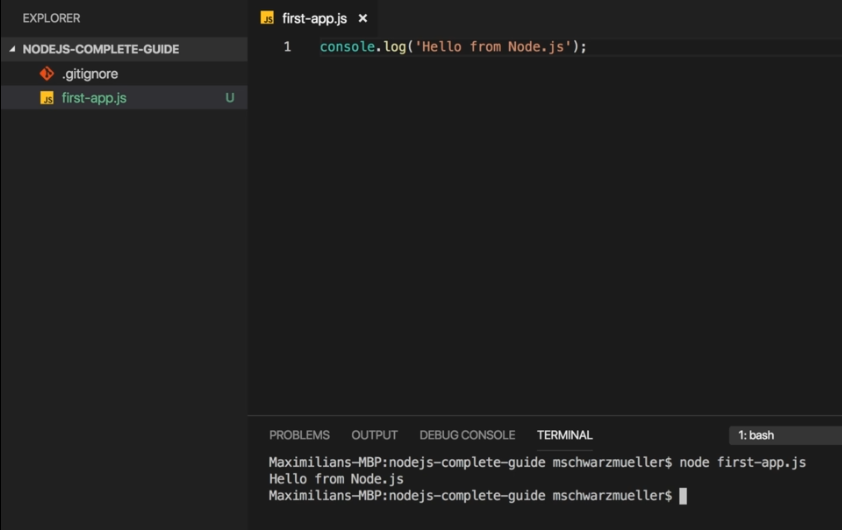 EXPLORER
NODEJS-COMPLETE-GUIDE
.gitignore
JS first-app.js U
JS first-app.js ×
1 console.log('Hello from Node.js');
PROBLEMS OUTPUT DEBUG CONSOLE TERMINAL 1: bash
Maximilians-MBP:nodejs-complete-guide mschwarzmueller$ node first-app.js
Hello from Node.js
Maximilians-MBP:nodejs-complete-guide mschwarzmueller$